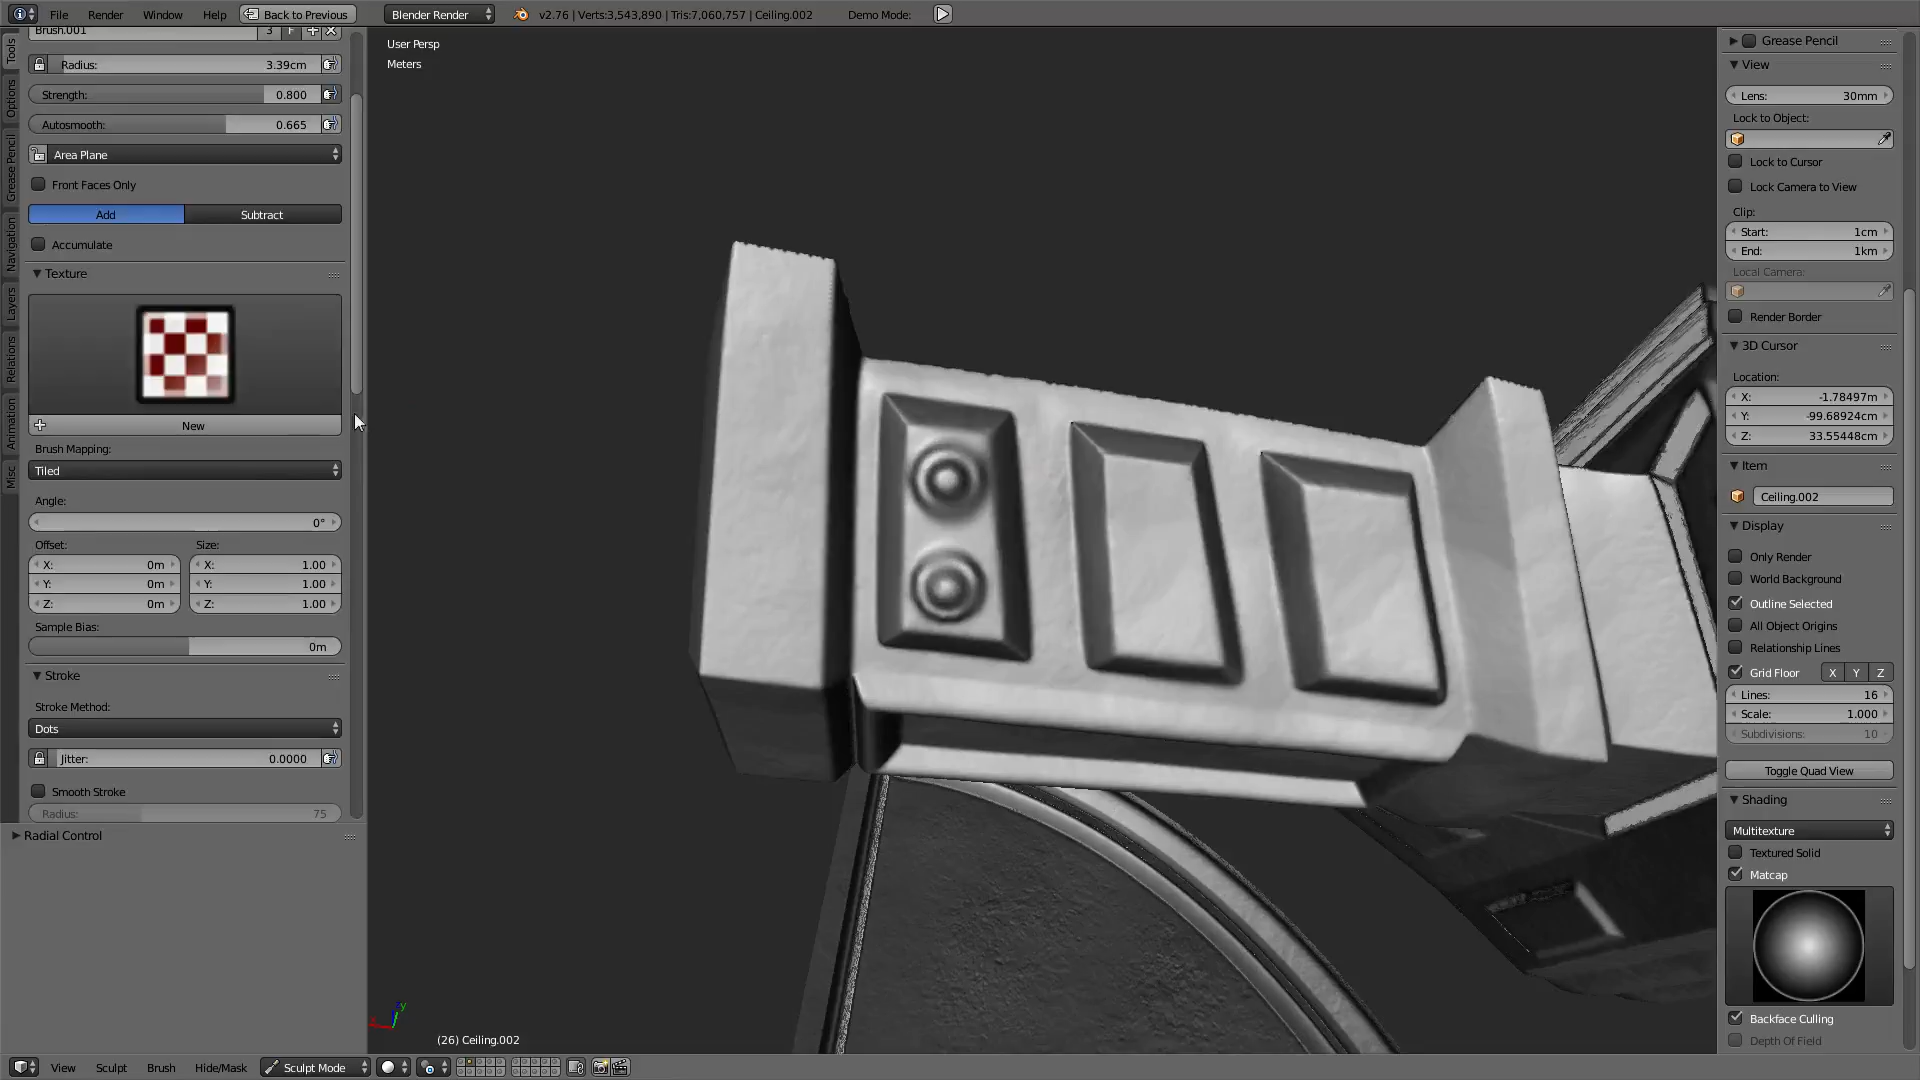 File Render Window Help Back to Previous Blender Render v2.76 | Verts:3,543,890 | Tris:7,060,757 | Ceiling.002 Demo Mode:
Tools
Options
Grease Pencil
Navigation
Layers
Relations
Animation
Misc
Brush.001 3 F
Radius: 3.39cm
Strength: 0.800
Autosmooth: 0.665
Area Plane
Front Faces Only
Add Subtract
Accumulate
Texture
New
Brush Mapping:
Tiled
Angle:
0°
Offset: Size:
X: 0m X: 1.00
Y: 0m Y: 1.00
Z: 0m Z: 1.00
Sample Bias:
0m
Stroke
Stroke Method:
Dots
Jitter: 0.0000
Smooth Stroke
Radius: 75
Radial Control
User Persp
Meters
(26) Ceiling.002
Grease Pencil
View
Lens: 30mm
Lock to Object:
Lock to Cursor
Lock Camera to View
Clip:
Start: 1cm
End: 1km
Local Camera:
Render Border
3D Cursor
Location:
X: -1.78497m
Y: -99.68924cm
Z: 33.55448cm
Item
Ceiling.002
Display
Only Render
World Background
Outline Selected
All Object Origins
Relationship Lines
Grid Floor X Y Z
Lines: 16
Scale: 1.000
Subdivisions: 10
Toggle Quad View
Shading
Multitexture
Textured Solid
Matcap
Backface Culling
Depth Of Field
View Sculpt Brush Hide/Mask Sculpt Mode